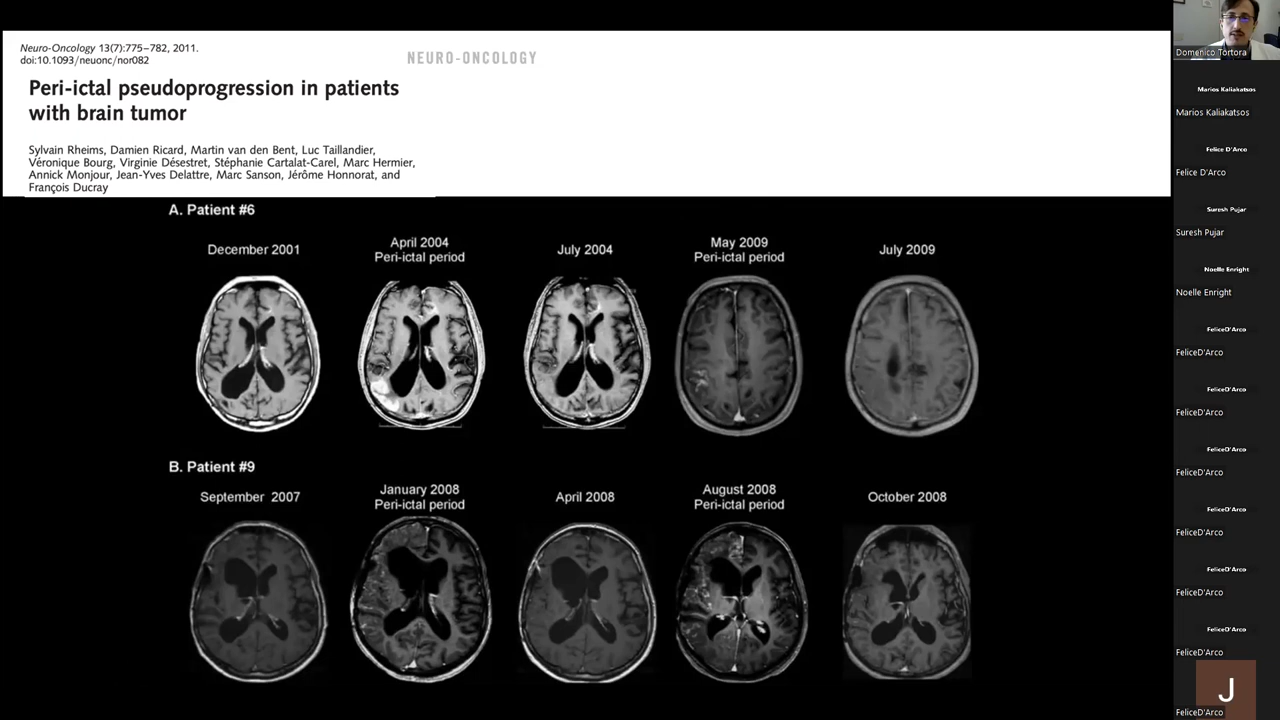 Neuro-Oncology 13(7):775–782, 2011.
doi:10.1093/neuonc/nor082
NEURO-ONCOLOGY
Peri-ictal pseudoprogression in patients
with brain tumor
Sylvain Rheims, Damien Ricard, Martin van den Bent, Luc Taillandier,
Véronique Bourg, Virginie Désestret, Stéphanie Cartalat-Carel, Marc Hermier,
Annick Monjour, Jean-Yves Delattre, Marc Sanson, Jérôme Honnorat, and
François Ducray
A. Patient #6
December 2001
April 2004
Peri-ictal period
July 2004
May 2009
Peri-ictal period
July 2009
B. Patient #9
September 2007
January 2008
Peri-ictal period
April 2008
August 2008
Peri-ictal period
October 2008
Domenico Tortora
Marios Kaliakatsos
Marios Kaliakatsos
Felice D'Arco
Felice D'Arco
Suresh Pujar
Suresh Pujar
Noelle Enright
Noelle Enright
FeliceD'Arco
FeliceD'Arco
FeliceD'Arco
FeliceD'Arco
FeliceD'Arco
FeliceD'Arco
FeliceD'Arco
FeliceD'Arco
FeliceD'Arco
FeliceD'Arco
FeliceD'Arco
FeliceD'Arco
J
FeliceD'Arco